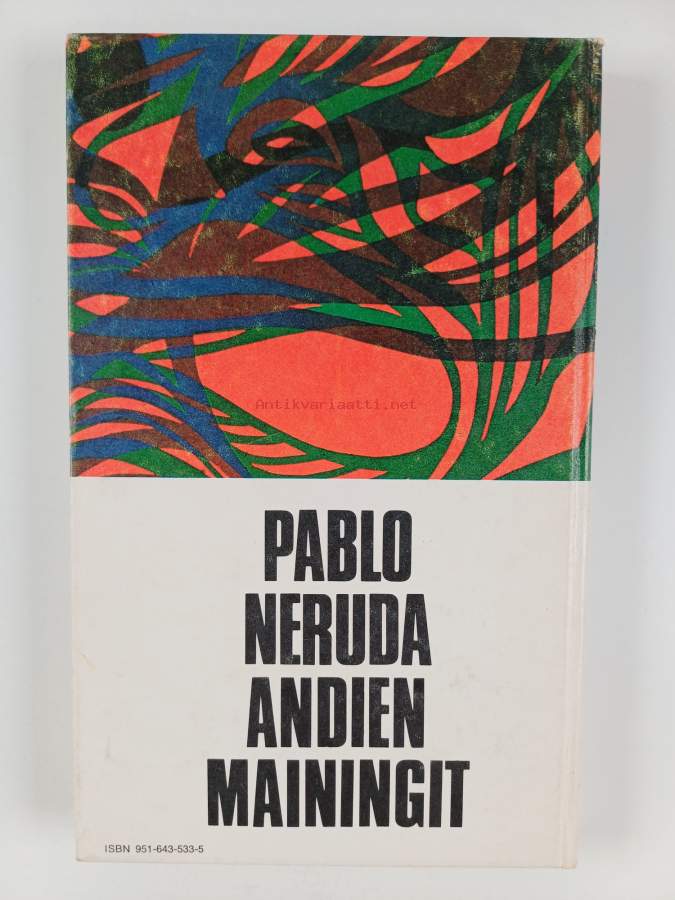 Antikvariaatti.net
PABLO
NERUDA
ANDIEN
MAININGIT
ISBN 951-643-533-5